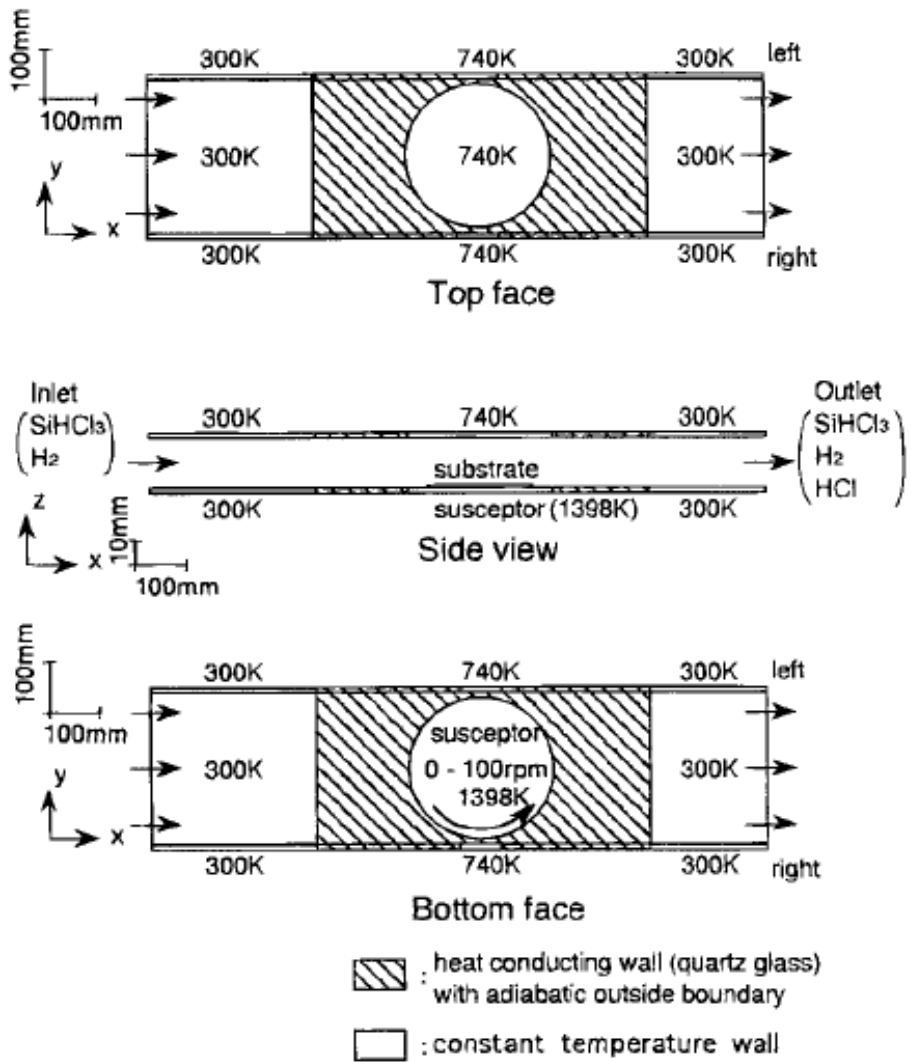 100mm
100mm
300K 740K 300K left
300K 740K 300K
y
x
300K 740K 300K right
Top face
Inlet
SiHCl3
H2
300K 740K 300K
Outlet
SiHCl3
H2
HCl
substrate
300K susceptor (1398K) 300K
z
x
10mm
100mm
Side view
100mm
100mm
300K 740K 300K left
susceptor
300K 0 - 100rpm 300K
1398K
y
x
300K 740K 300K right
Bottom face
: heat conducting wall (quartz glass)
with adiabatic outside boundary
: constant temperature wall